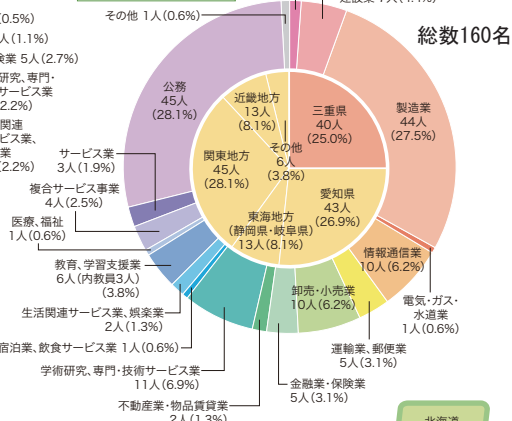 その他 1人(0.6%)
総数160名
(0.5%)
人(1.1%)
5人(2.7%)
研究、専門・
サービス業
2.2%)
関連
ビス業、
業
(2.2%)
公務
45人
(28.1%)
製造業
44人
(27.5%)
近畿地方
13人
(8.1%)
三重県
40人
(25.0%)
その他
6人
(3.8%)
関東地方
45人
(28.1%)
愛知県
43人
(26.9%)
東海地方
(静岡県・岐阜県)
13人(8.1%)
サービス業
3人(1.9%)
複合サービス事業
4人(2.5%)
医療、福祉
1人(0.6%)
教育、学習支援業
6人(内教員3人)
(3.8%)
生活関連サービス業、娯楽業
2人(1.3%)
宿泊業、飲食サービス業 1人(0.6%)
学術研究、専門・技術サービス業
11人(6.9%)
不動産業・物品賃貸業
2人(1.3%)
情報通信業
10人(6.2%)
電気・ガス・
水道業
1人(0.6%)
卸売・小売業
10人(6.2%)
運輸業、郵便業
5人(3.1%)
金融業・保険業
5人(3.1%)